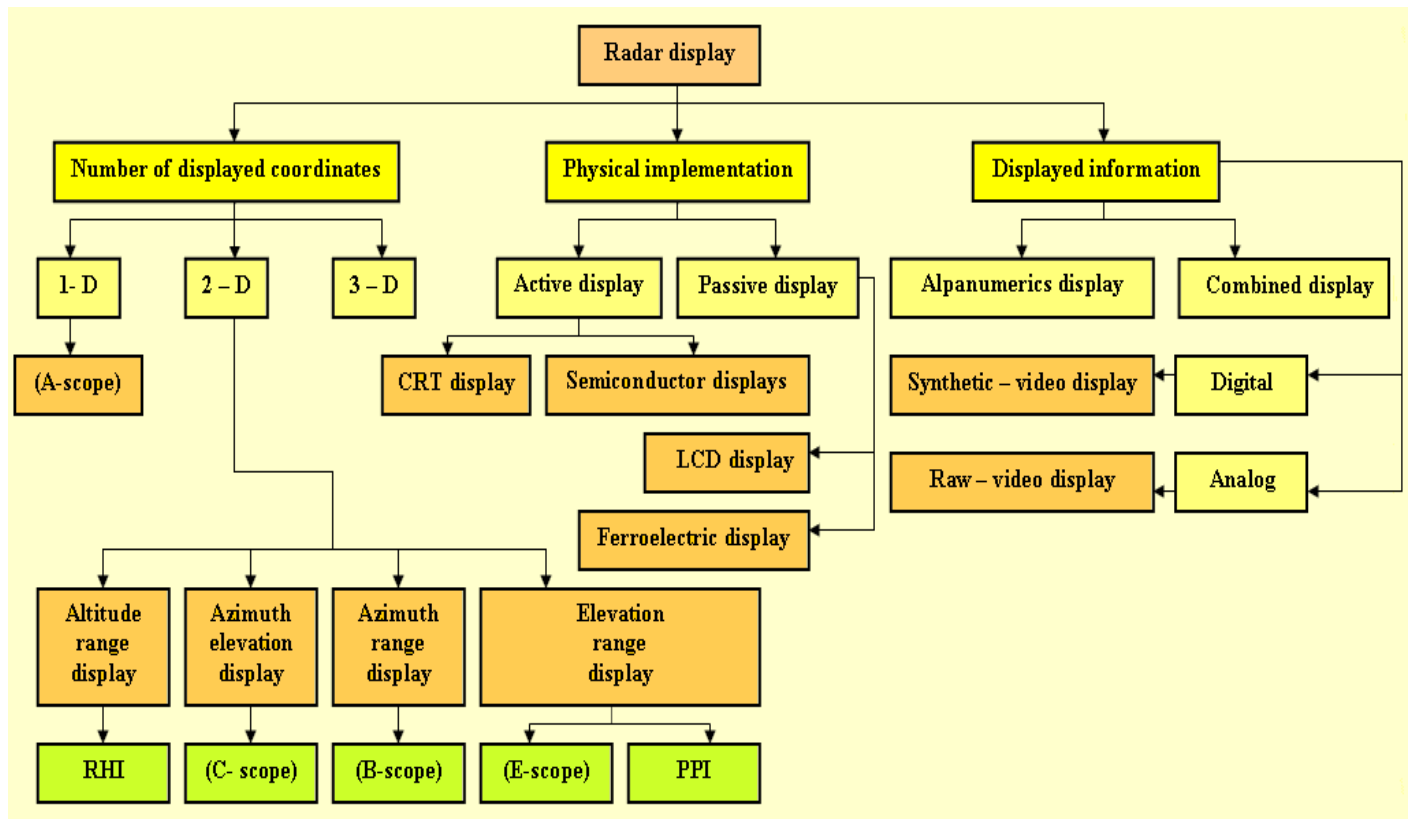 Radar display
Number of displayed coordinates
Physical implementation
Displayed information
1- D
2 – D
3 – D
Active display
Passive display
Alpanumerics display
Combined display
(A-scope)
CRT display
Semiconductor displays
Synthetic – video display
Digital
LCD display
Raw – video display
Analog
Ferroelectric display
Altitude
range
display
Azimuth
elevation
display
Azimuth
range
display
Elevation
range
display
RHI
(C- scope)
(B-scope)
(E-scope)
PPI